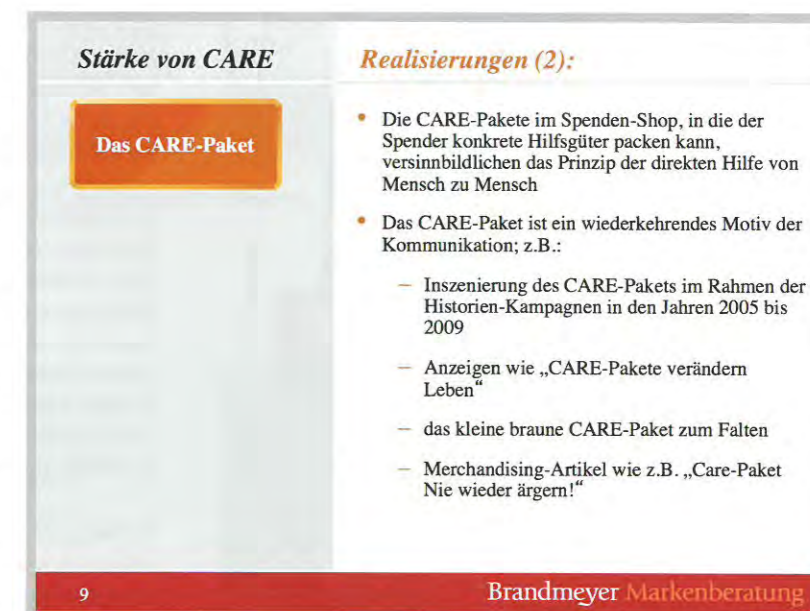 Stärke von CARE
Das CARE-Paket
Realisierungen (2):
• Die CARE-Pakete im Spenden-Shop, in die der
Spender konkrete Hilfsgüter packen kann,
versinnbildlichen das Prinzip der direkten Hilfe von
Mensch zu Mensch
• Das CARE-Paket ist ein wiederkehrendes Motiv der
Kommunikation; z.B.:
– Inszenierung des CARE-Pakets im Rahmen der
Historien-Kampagnen in den Jahren 2005 bis
2009
– Anzeigen wie „CARE-Pakete verändern
Leben“
– das kleine braune CARE-Paket zum Falten
– Merchandising-Artikel wie z.B. „Care-Paket
Nie wieder ärgern!“
9
Brandmeyer Markenberatung